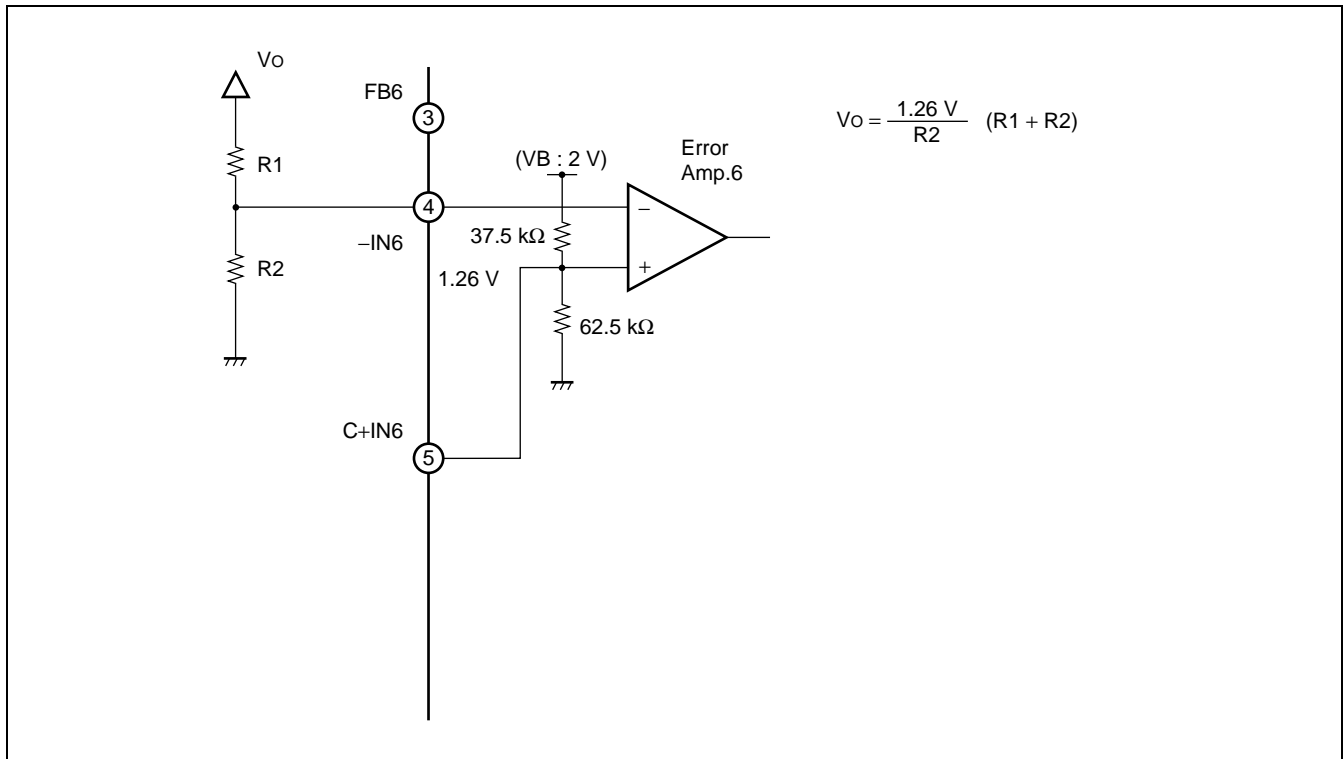 Vo
FB6
3
R1
4
−IN6
R2
1.26 V
C+IN6
5
(VB : 2 V)
37.5 kΩ
62.5 kΩ
Error
Amp.6
−
+
Vo = 1.26 V / R2 (R1 + R2)